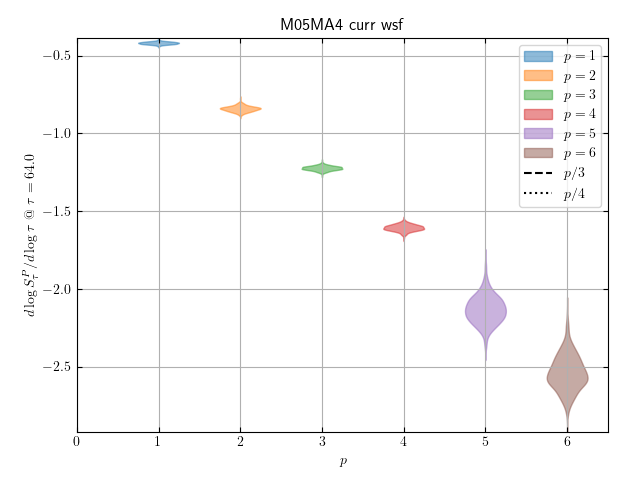 M05MA4 curr wsf
d log S_τ^P / d log τ @ τ = 64.0
−0.5
−1.0
−1.5
−2.0
−2.5
p = 1
p = 2
p = 3
p = 4
p = 5
p = 6
p/3
p/4
0 1 2 3 4 5 6
p